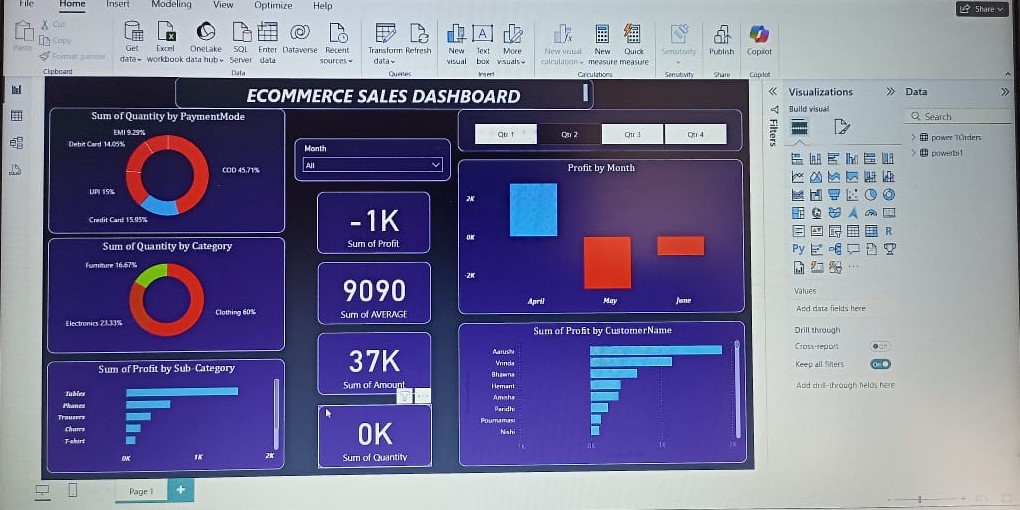 File Home Insert Modeling View Optimize Help
Share
Paste
Cut
Copy
Format painter
Clipboard
Get data
Excel workbook
OneLake data hub
SQL Server
Enter data
Dataverse
Recent sources
Data
Transform data
Refresh
Queries
New visual
Text box
More visuals
Insert
New visual calculation
New measure
Quick measure
Calculations
Sensitivity
Sensitivity
Publish
Share
Copilot
Copilot
ECOMMERCE SALES DASHBOARD
Sum of Quantity by PaymentMode
EMI 9.29%
Debit Card 14.05%
COD 45.71%
UPI 15%
Credit Card 15.95%
Sum of Quantity by Category
Furniture 16.67%
Clothing 60%
Electronics 23.33%
Sum of Profit by Sub-Category
Tables
Phones
Trousers
Chairs
T-shirt
0K 1K 2K
Month
All
-1K
Sum of Profit
9090
Sum of AVERAGE
37K
Sum of Amount
0K
Sum of Quantity
Qtr 1 Qtr 2 Qtr 3 Qtr 4
Profit by Month
2K
0K
-2K
April May June
Sum of Profit by CustomerName
Aarushi
Vrinda
Bhawna
Hemant
Amisha
Paridhi
Pournamasi
Nishi
1K 0K 1K 2K
Filters
Visualizations
Build visual
Py
R
Values
Add data fields here
Drill through
Cross-report
Off
Keep all filters
On
Add drill-through fields here
Data
Search
power 1Orders
powerbi1
Page 1